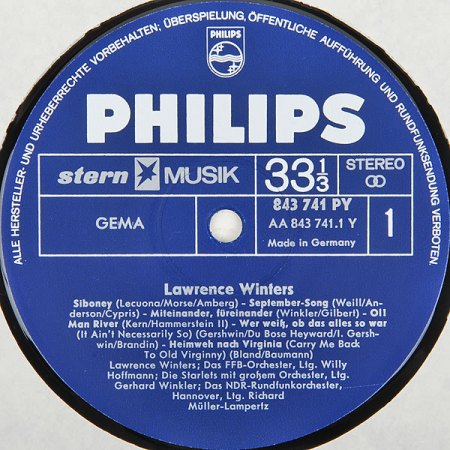 ALLE HERSTELLER- UND URHEBERRECHTE VORBEHALTEN; ÜBERSPIELUNG, ÖFFENTLICHE AUFFÜHRUNG UND RUNDFUNKSENDUNG VERBOTEN.
PHILIPS
PHILIPS
stern MUSIK
33 1/3
STEREO
GEMA
843 741 PY
AA 843 741.1 Y
Made in Germany
1
Lawrence Winters
Siboney (Lecuona/Morse/Amberg) - September-Song (Weill/An-
derson/Cypris) - Miteinander, füreinander (Winkler/Gilbert) - Ol'
Man River (Kern/Hammerstein II) - Wer weiß, ob das alles so war
(It Ain't Necessarily So) (Gershwin/Du Bose Heyward/I. Gersh-
win/Brandin) - Heimweh nach Virginia (Carry Me Back
To Old Virginny) (Bland/Baumann)
Lawrence Winters; Das FFB-Orchester, Ltg. Willy
Hoffmann; Die Starlets mit großem Orchester, Ltg.
Gerhard Winkler; Das NDR-Rundfunkorchester,
Hannover, Ltg. Richard
Müller-Lampertz